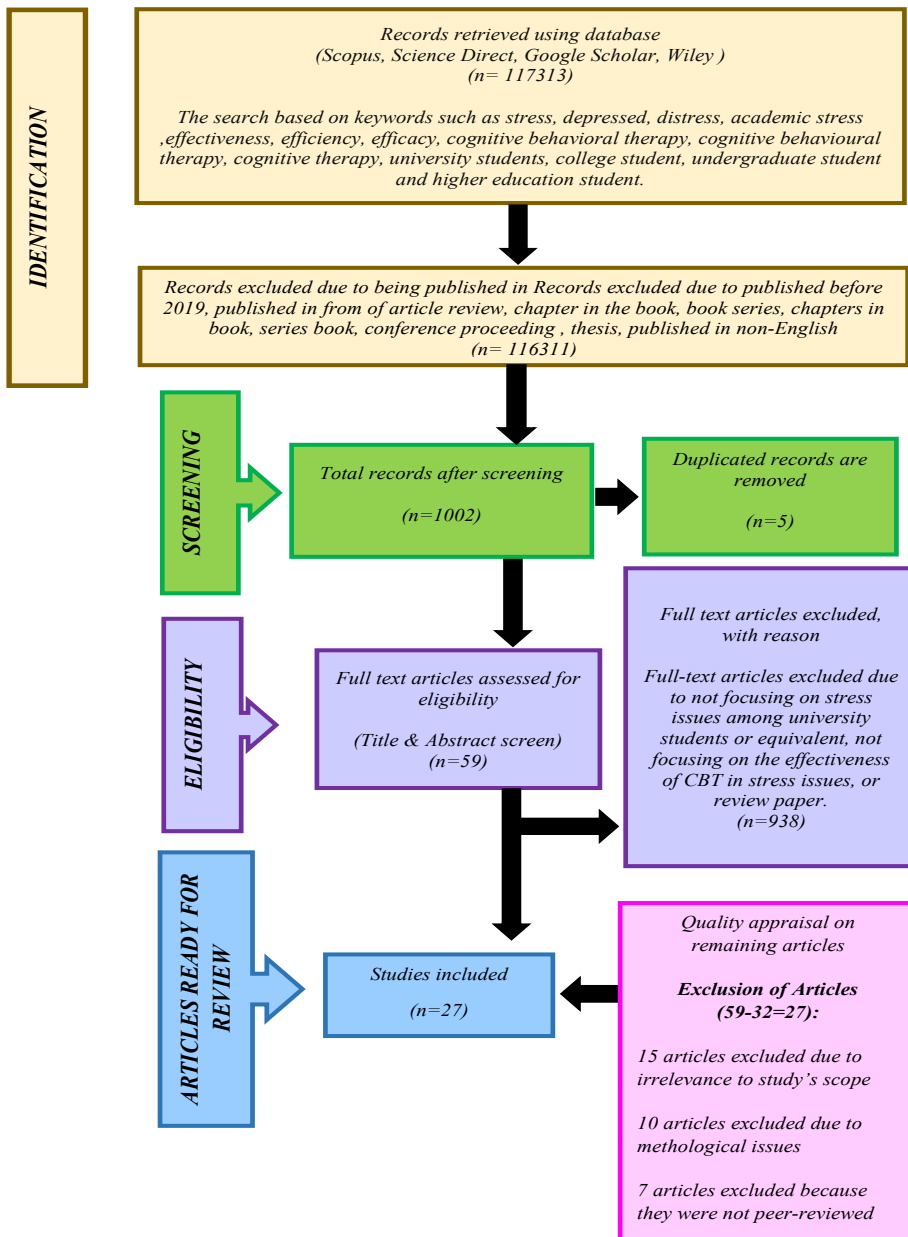 IDENTIFICATION
Records retrieved using database
(Scopus, Science Direct, Google Scholar, Wiley )
(n= 117313)
The search based on keywords such as stress, depressed, distress, academic stress
,effectiveness, efficiency, efficacy, cognitive behavioral therapy, cognitive behavioural
therapy, cognitive therapy, university students, college student, undergraduate student
and higher education student.
Records excluded due to being published in Records excluded due to published before
2019, published in from of article review, chapter in the book, book series, chapters in
book, series book, conference proceeding , thesis, published in non-English
(n= 116311)
SCREENING
Total records after screening
(n=1002)
Duplicated records are
removed
(n=5)
ELIGIBILITY
Full text articles assessed for
eligibility
(Title & Abstract screen)
(n=59)
Full text articles excluded,
with reason
Full-text articles excluded due
to not focusing on stress
issues among university
students or equivalent, not
focusing on the effectiveness
of CBT in stress issues, or
review paper.
(n=938)
ARTICLES READY FOR
REVIEW
Studies included
(n=27)
Quality appraisal on
remaining articles
Exclusion of Articles
(59-32=27):
15 articles excluded due to
irrelevance to study's scope
10 articles excluded due to
methological issues
7 articles excluded because
they were not peer-reviewed